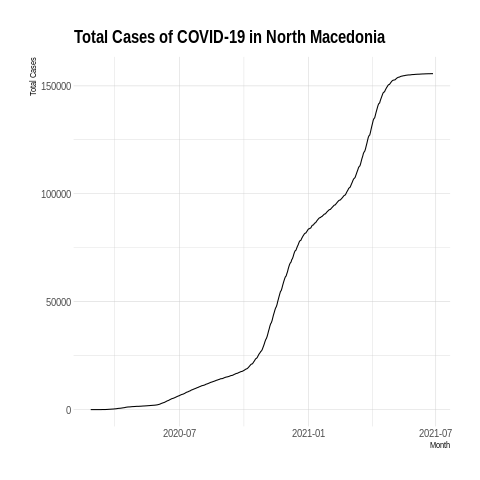 Total Cases of COVID-19 in North Macedonia
Total Cases
150000
100000
50000
0
2020-07 2021-01 2021-07
Month